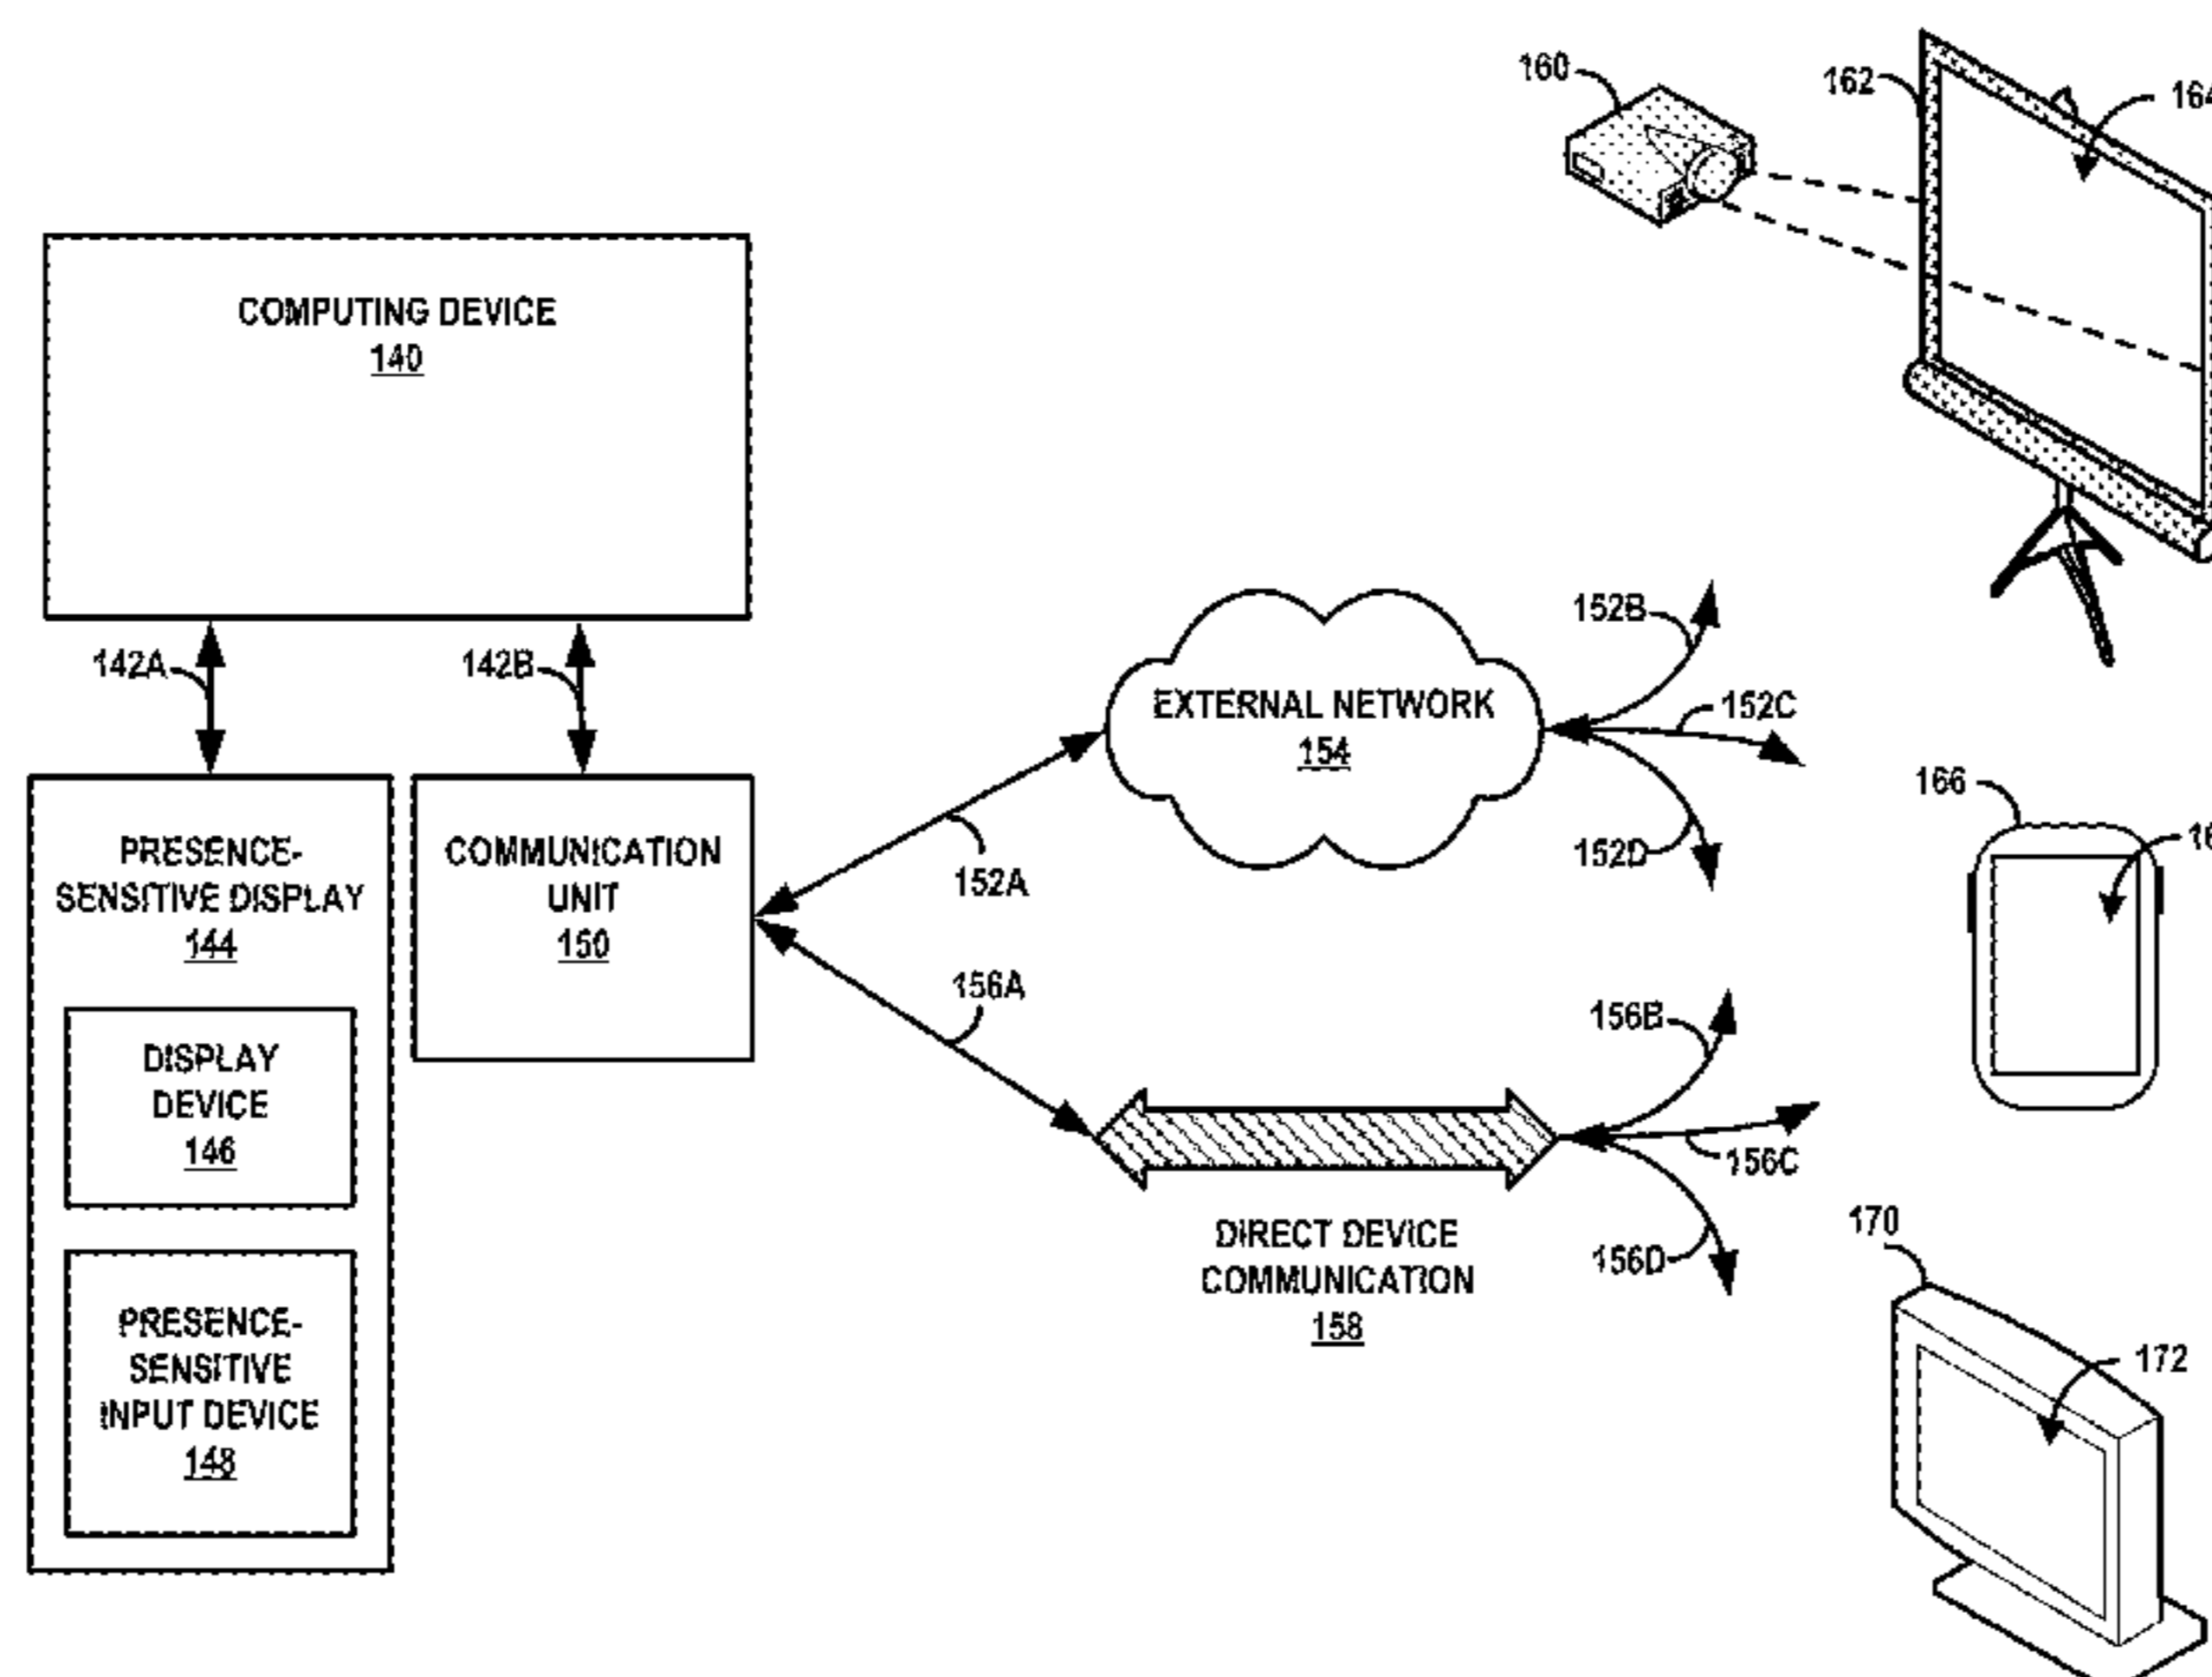 160
162
164
COMPUTING DEVICE
140
142A
142B
152B
EXTERNAL NETWORK
154
152C
152D
152A
166
PRESENCE-
SENSITIVE DISPLAY
144
COMMUNICATION
UNIT
150
156A
156B
156C
156D
DISPLAY
DEVICE
146
PRESENCE-
SENSITIVE
INPUT DEVICE
148
DIRECT DEVICE
COMMUNICATION
158
170
172